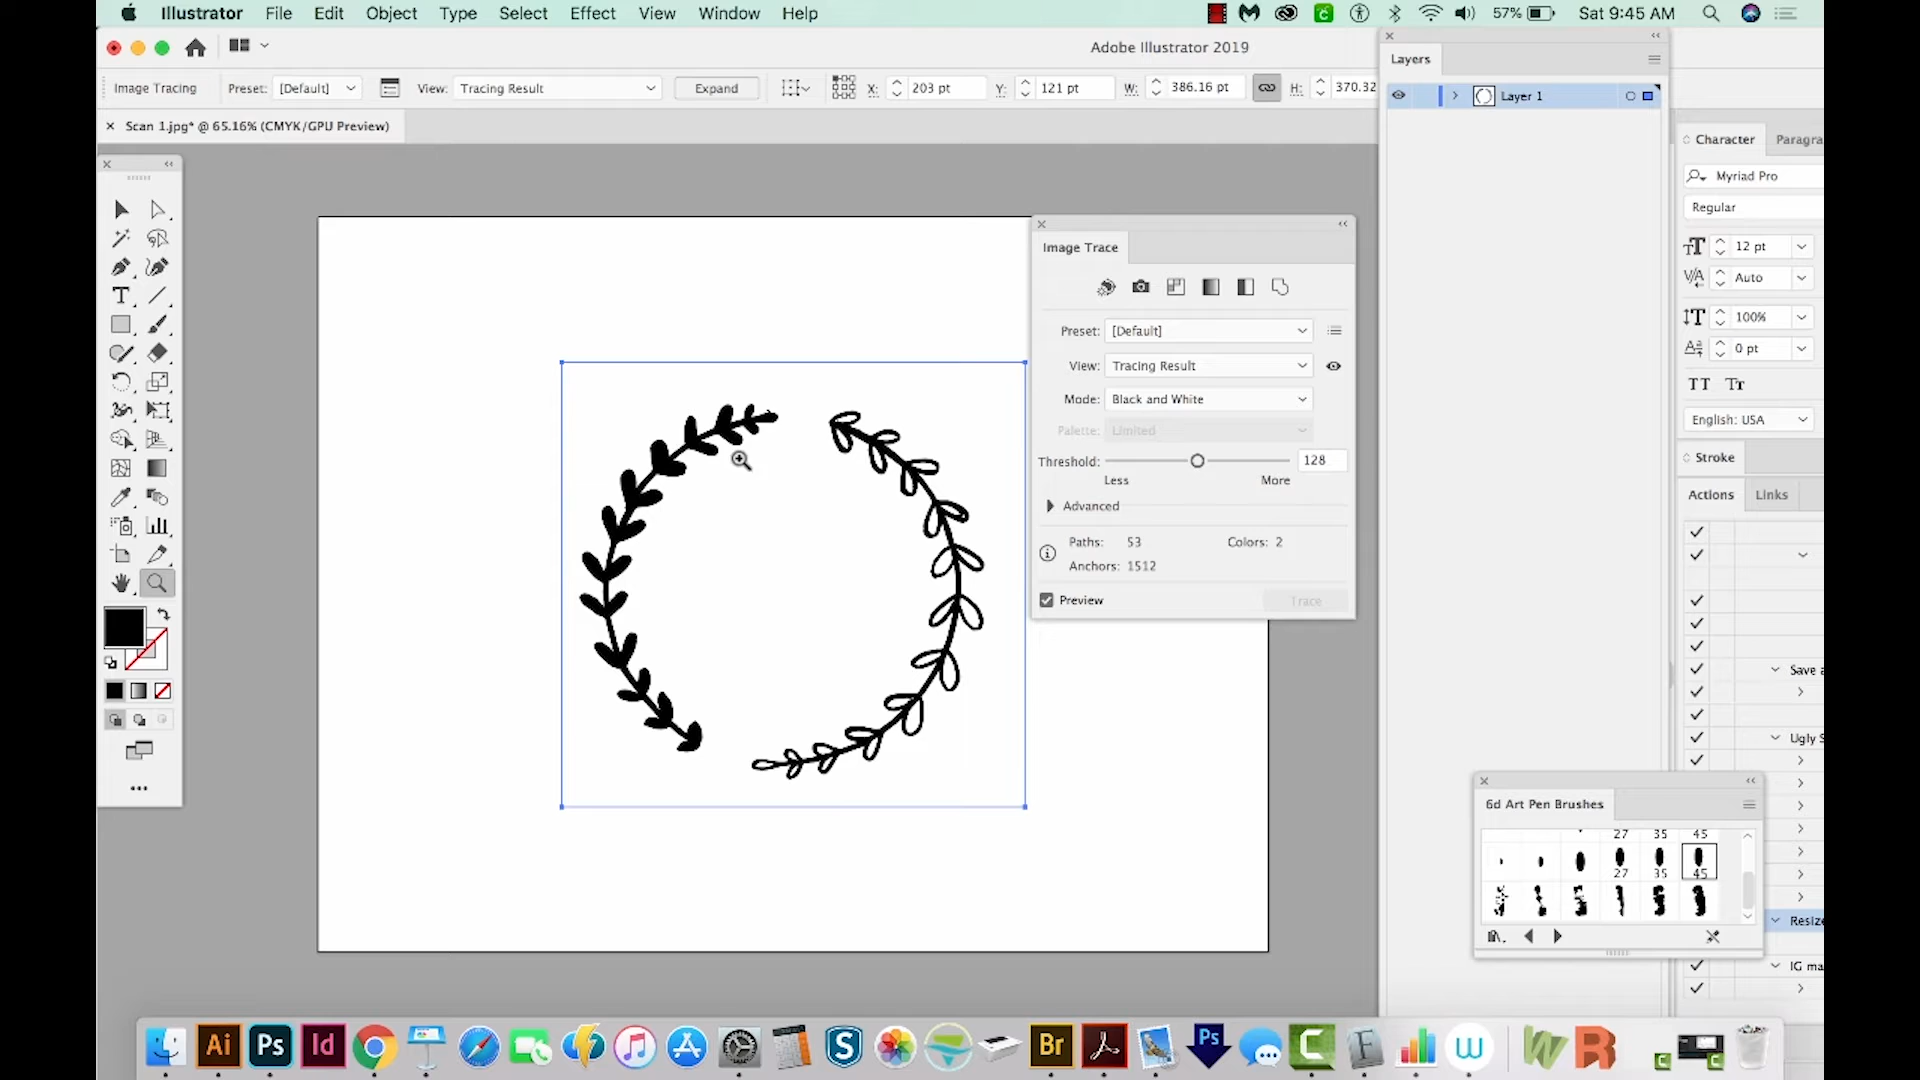 Illustrator File Edit Object Type Select Effect View Window Help 57% Sat 9:45 AM
Adobe Illustrator 2019
Image Tracing Preset: [Default] View: Tracing Result Expand X: 203 pt Y: 121 pt W: 386.16 pt H: 370.32
Scan 1.jpg* @ 65.16% (CMYK/GPU Preview)
Layers
Layer 1
Character Paragra
Myriad Pro
Regular
12 pt
Auto
100%
0 pt
TT Tr
English: USA
Stroke
Actions Links
Save a
Ugly S
Resize
IG ma
Image Trace
Preset: [Default]
View: Tracing Result
Mode: Black and White
Palette: Limited
Threshold: 128
Less More
Advanced
Paths: 53 Colors: 2
Anchors: 1512
Preview Trace
6d Art Pen Brushes
27 35 45
27 35 45
Ai Ps Id S Br Ps C F W R